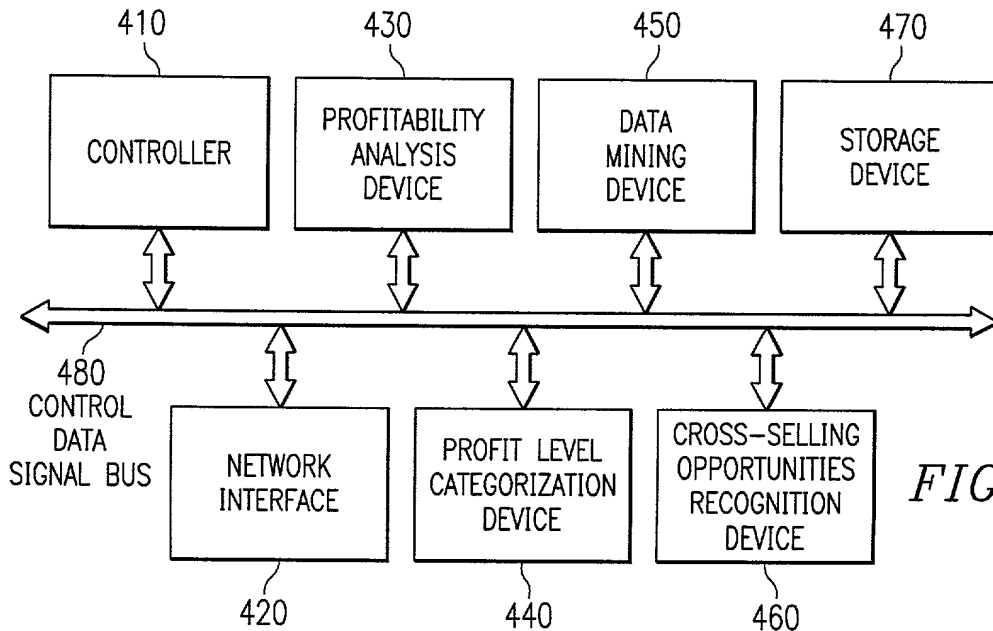 410
430
450
470
CONTROLLER
PROFITABILITY
ANALYSIS
DEVICE
DATA
MINING
DEVICE
STORAGE
DEVICE
480
CONTROL
DATA
SIGNAL BUS
NETWORK
INTERFACE
PROFIT LEVEL
CATEGORIZATION
DEVICE
CROSS-SELLING
OPPORTUNITIES
RECOGNITION
DEVICE
FIG
420
440
460